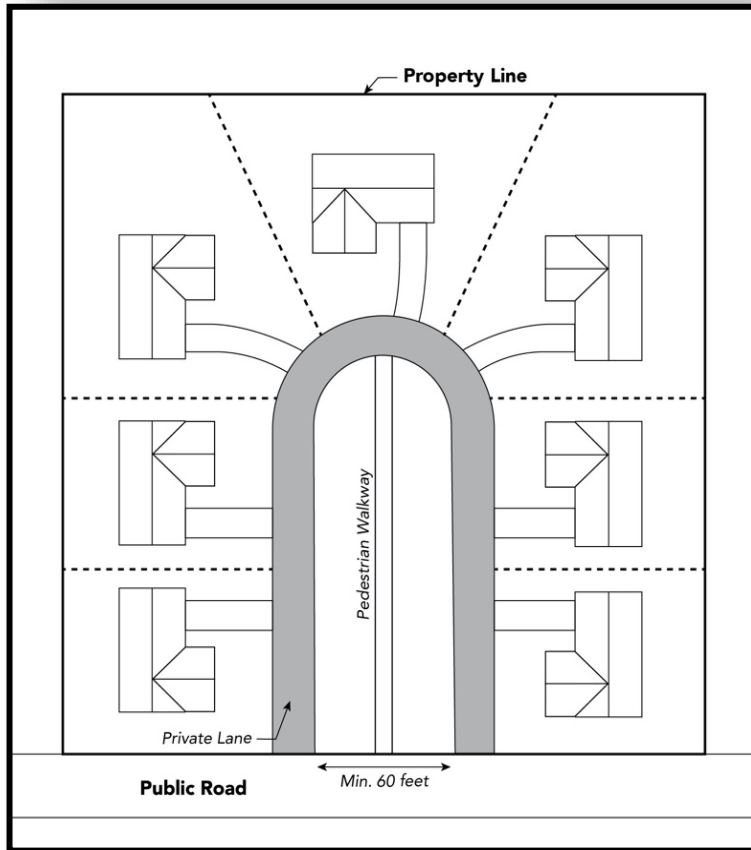 Property Line
Pedestrian Walkway
Private Lane
Min. 60 feet
Public Road